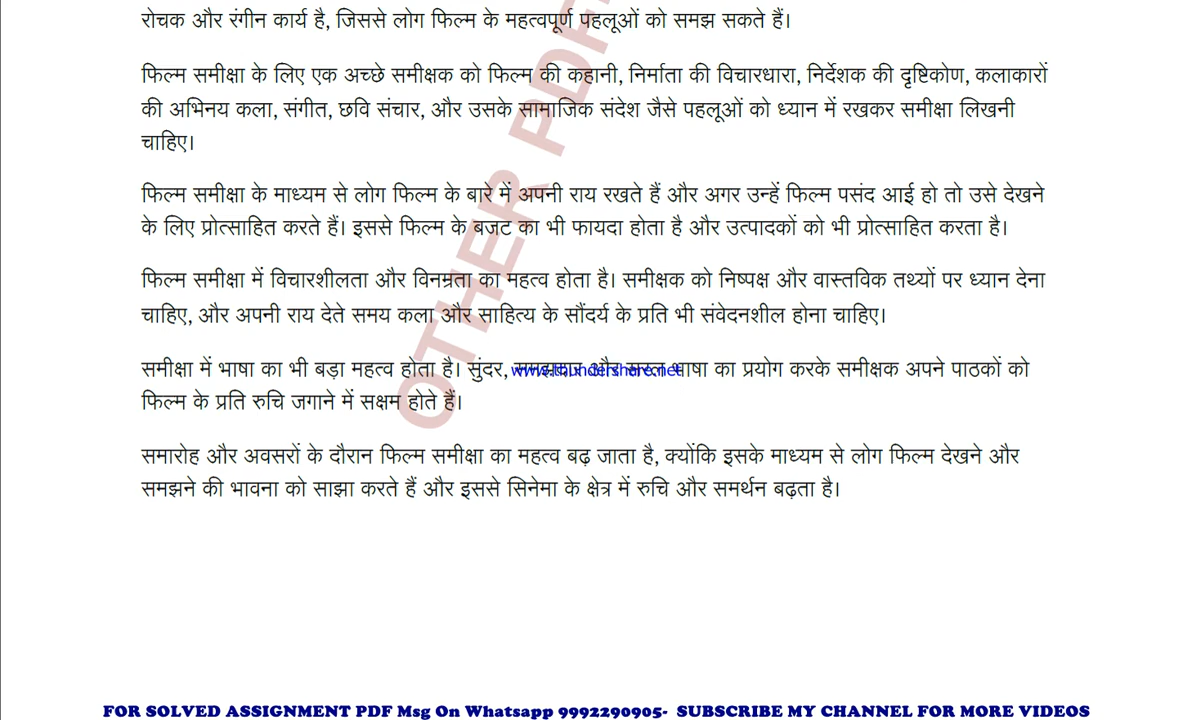 रोचक और रंगीन कार्य है, जिससे लोग फिल्म के महत्वपूर्ण पहलूओं को समझ सकते हैं।
फिल्म समीक्षा के लिए एक अच्छे समीक्षक को फिल्म की कहानी, निर्माता की विचारधारा, निर्देशक की दृष्टिकोण, कलाकारों
की अभिनय कला, संगीत, छवि संचार, और उसके सामाजिक संदेश जैसे पहलूओं को ध्यान में रखकर समीक्षा लिखनी
चाहिए।
फिल्म समीक्षा के माध्यम से लोग फिल्म के बारे में अपनी राय रखते हैं और अगर उन्हें फिल्म पसंद आई हो तो उसे देखने
के लिए प्रोत्साहित करते हैं। इससे फिल्म के बजट का भी फायदा होता है और उत्पादकों को भी प्रोत्साहित करता है।
फिल्म समीक्षा में विचारशीलता और विनम्रता का महत्व होता है। समीक्षक को निष्पक्ष और वास्तविक तथ्यों पर ध्यान देना
चाहिए, और अपनी राय देते समय कला और साहित्य के सौंदर्य के प्रति भी संवेदनशील होना चाहिए।
समीक्षा में भाषा का भी बड़ा महत्व होता है। सुंदर, और भाषा का प्रयोग करके समीक्षक अपने पाठकों को
www.thundershare.net
फिल्म के प्रति रुचि जगाने में सक्षम होते हैं।
समारोह और अवसरों के दौरान फिल्म समीक्षा का महत्व बढ़ जाता है, क्योंकि इसके माध्यम से लोग फिल्म देखने और
समझने की भावना को साझा करते हैं और इससे सिनेमा के क्षेत्र में रुचि और समर्थन बढ़ता है।
OTHER PDF
FOR SOLVED ASSIGNMENT PDF Msg On Whatsapp 9992290905- SUBSCRIBE MY CHANNEL FOR MORE VIDEOS